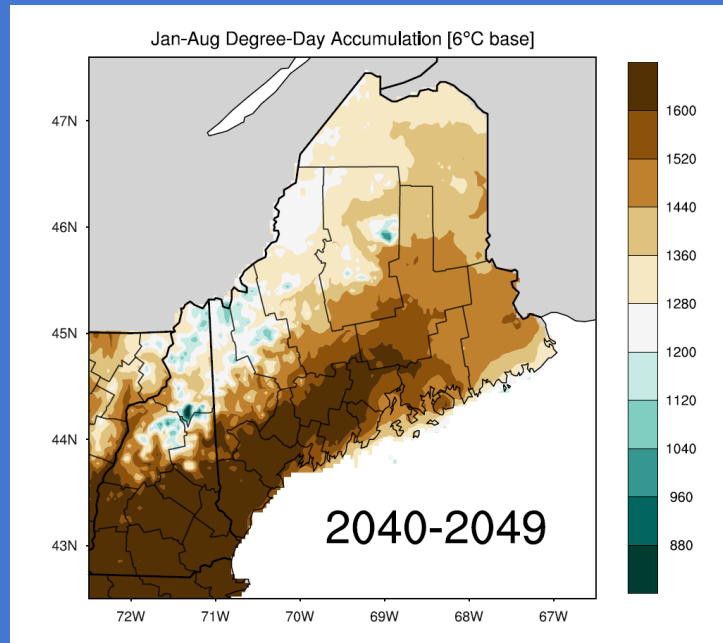 Jan-Aug Degree-Day Accumulation [6°C base]
47N
46N
45N
44N
43N
72W 71W 70W 69W 68W 67W
2040-2049
1600
1520
1440
1360
1280
1200
1120
1040
960
880